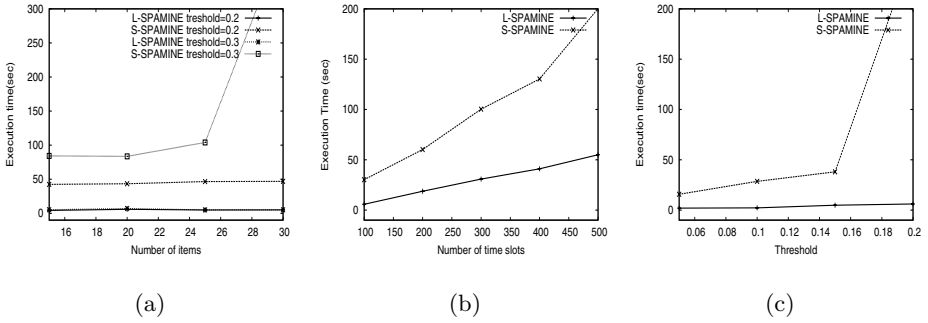 300
250
200
150
100
50
0
Execution time(sec)
L-SPAMINE treshold=0.2
S-SPAMINE treshold=0.2
L-SPAMINE treshold=0.3
S-SPAMINE treshold=0.3
16 18 20 22 24 26 28 30
Number of items
(a)
200
150
100
50
0
Execution Time (sec)
L-SPAMINE
S-SPAMINE
100 150 200 250 300 350 400 450 500
Number of time slots
(b)
200
150
100
50
0
Execution time(sec)
L-SPAMINE
S-SPAMINE
0.06 0.08 0.1 0.12 0.14 0.16 0.18 0.2
Threshold
(c)